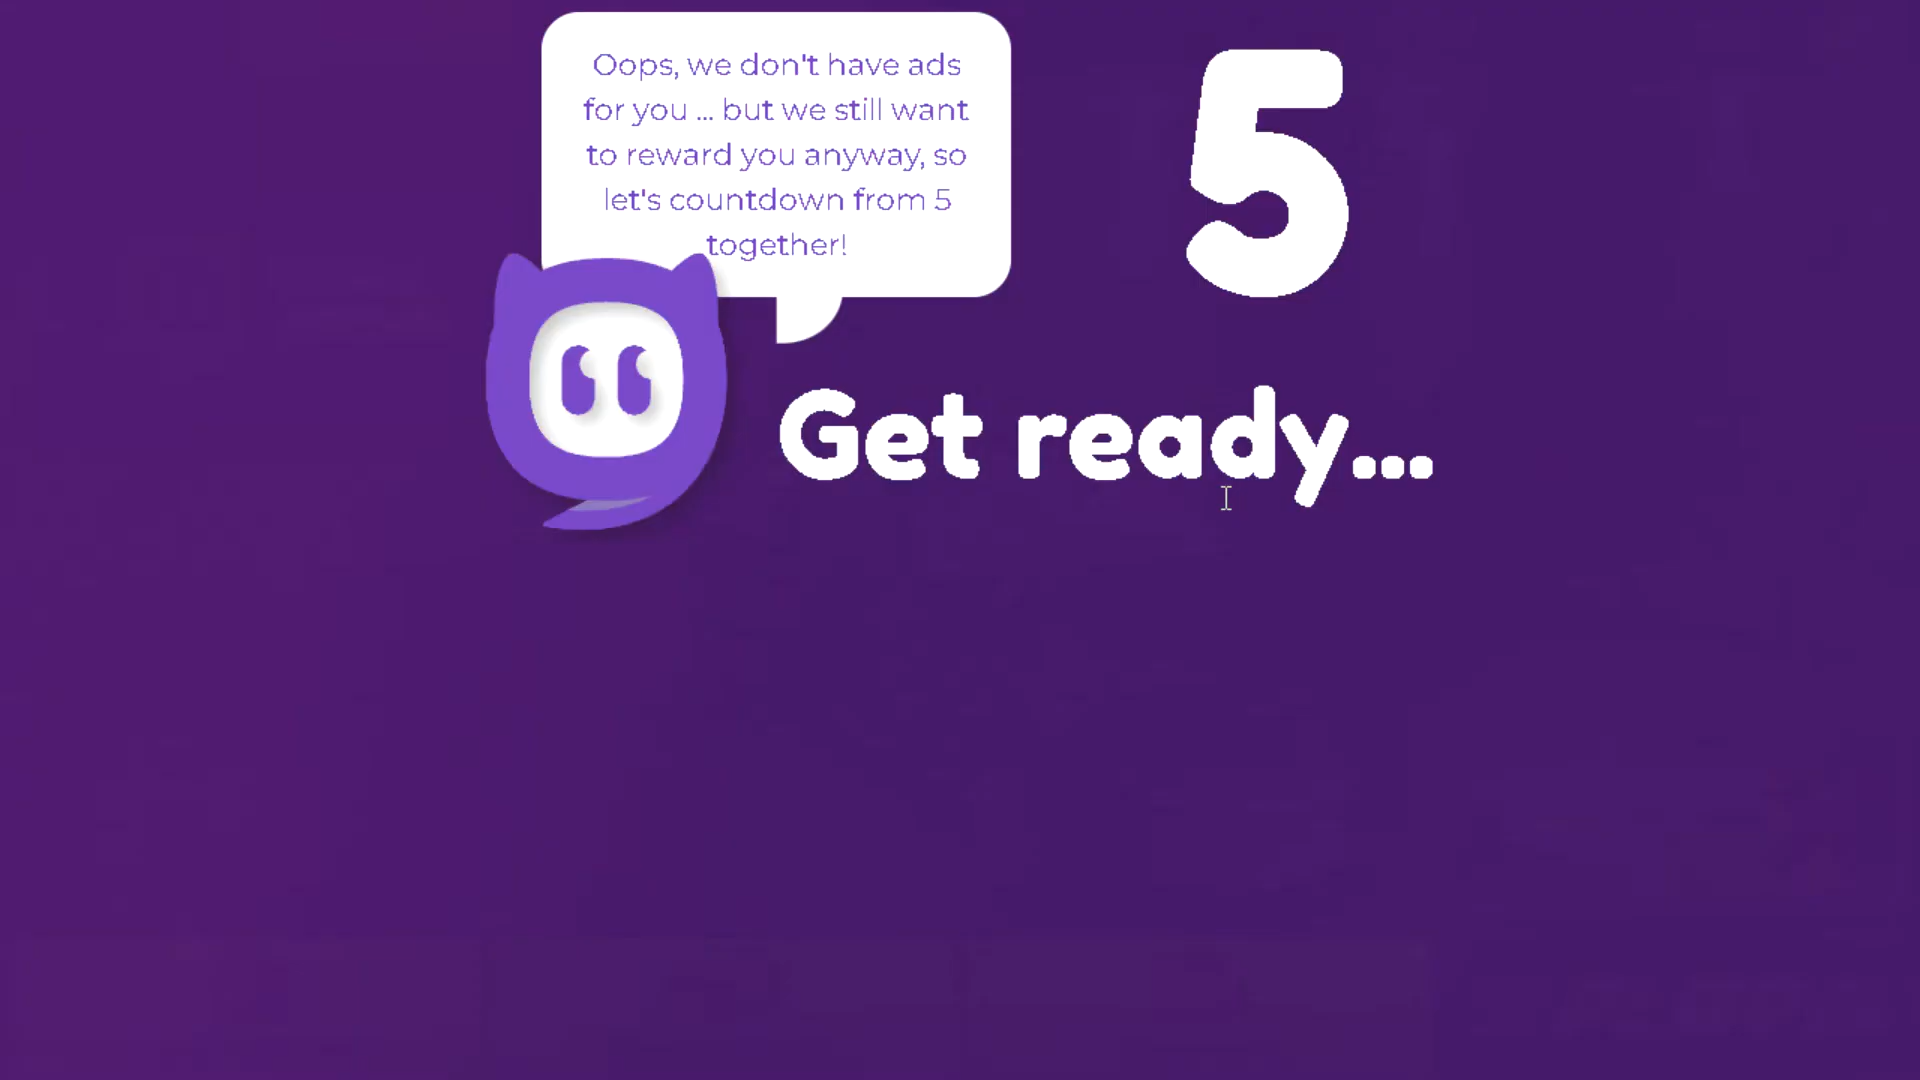 Oops, we don't have ads
for you ... but we still want
to reward you anyway, so
let's countdown from 5
together!
5
Get ready...